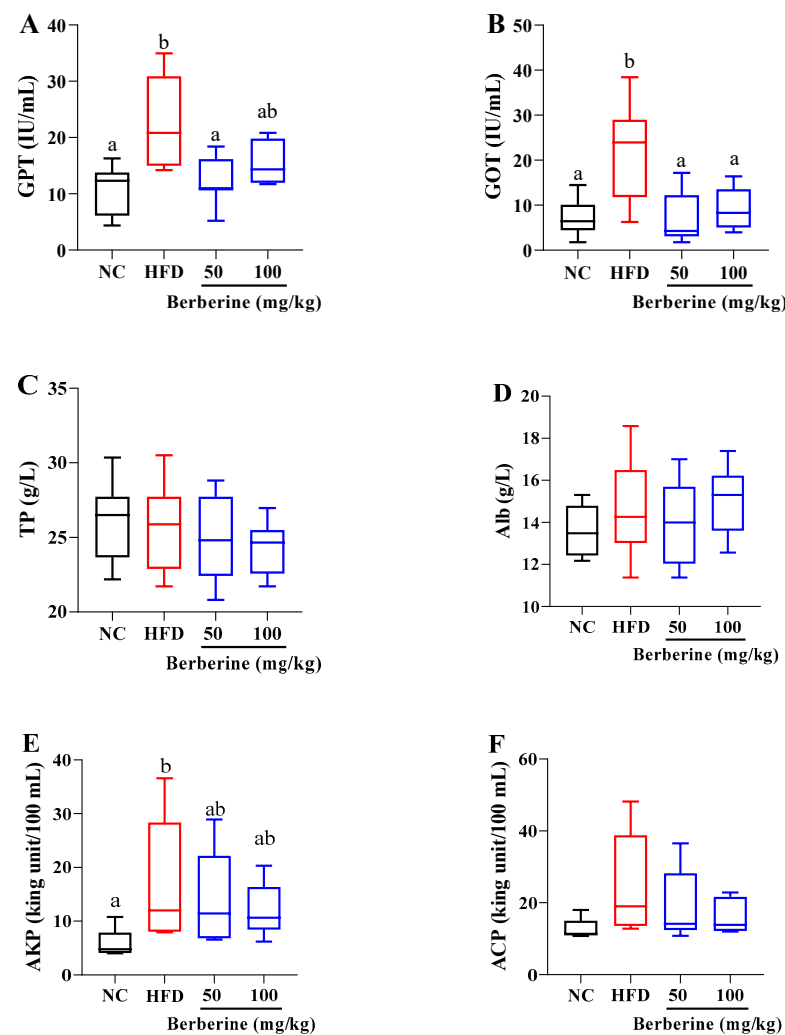 A
GPT (IU/mL)
40
30
20
10
0
a
b
a
ab
NC HFD 50 100
Berberine (mg/kg)
B
GOT (IU/mL)
50
40
30
20
10
0
a
b
a
a
NC HFD 50 100
Berberine (mg/kg)
C
TP (g/L)
35
30
25
20
NC HFD 50 100
Berberine (mg/kg)
D
Alb (g/L)
20
18
16
14
12
10
NC HFD 50 100
Berberine (mg/kg)
E
AKP (king unit/100 mL)
40
30
20
10
0
a
b
ab
ab
NC HFD 50 100
Berberine (mg/kg)
F
ACP (king unit/100 mL)
60
40
20
0
NC HFD 50 100
Berberine (mg/kg)